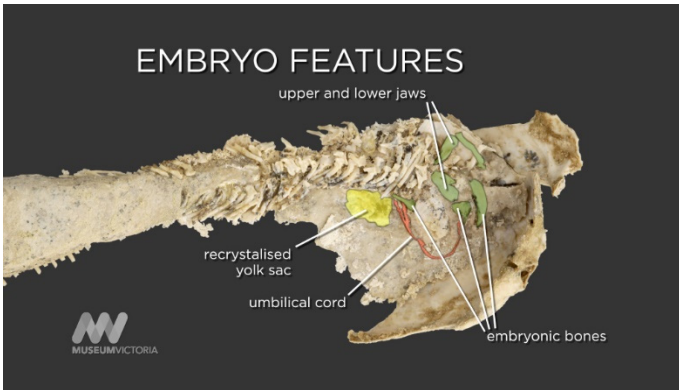 EMBRYO FEATURES
upper and lower jaws
recrystalised
yolk sac
umbilical cord
embryonic bones
MUSEUMVICTORIA